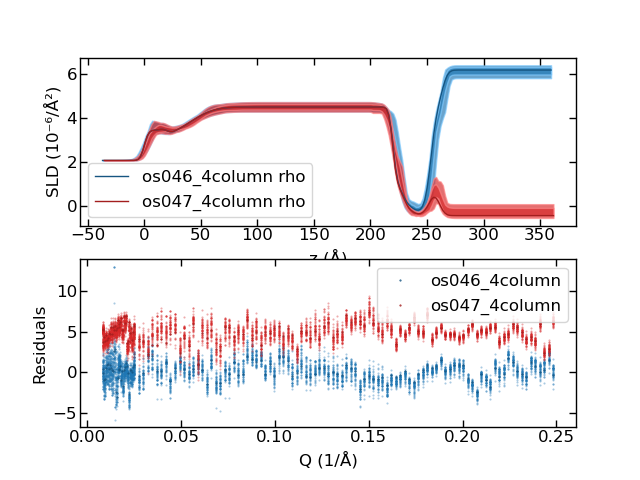 SLD (10⁻⁶/Å²)
6
4
2
0
os046_4column rho
os047_4column rho
−50
0
50
100
150
200
250
300
350
z (Å)
Residuals
10
5
0
−5
os046_4column
os047_4column
0.00
0.05
0.10
0.15
0.20
0.25
Q (1/Å)